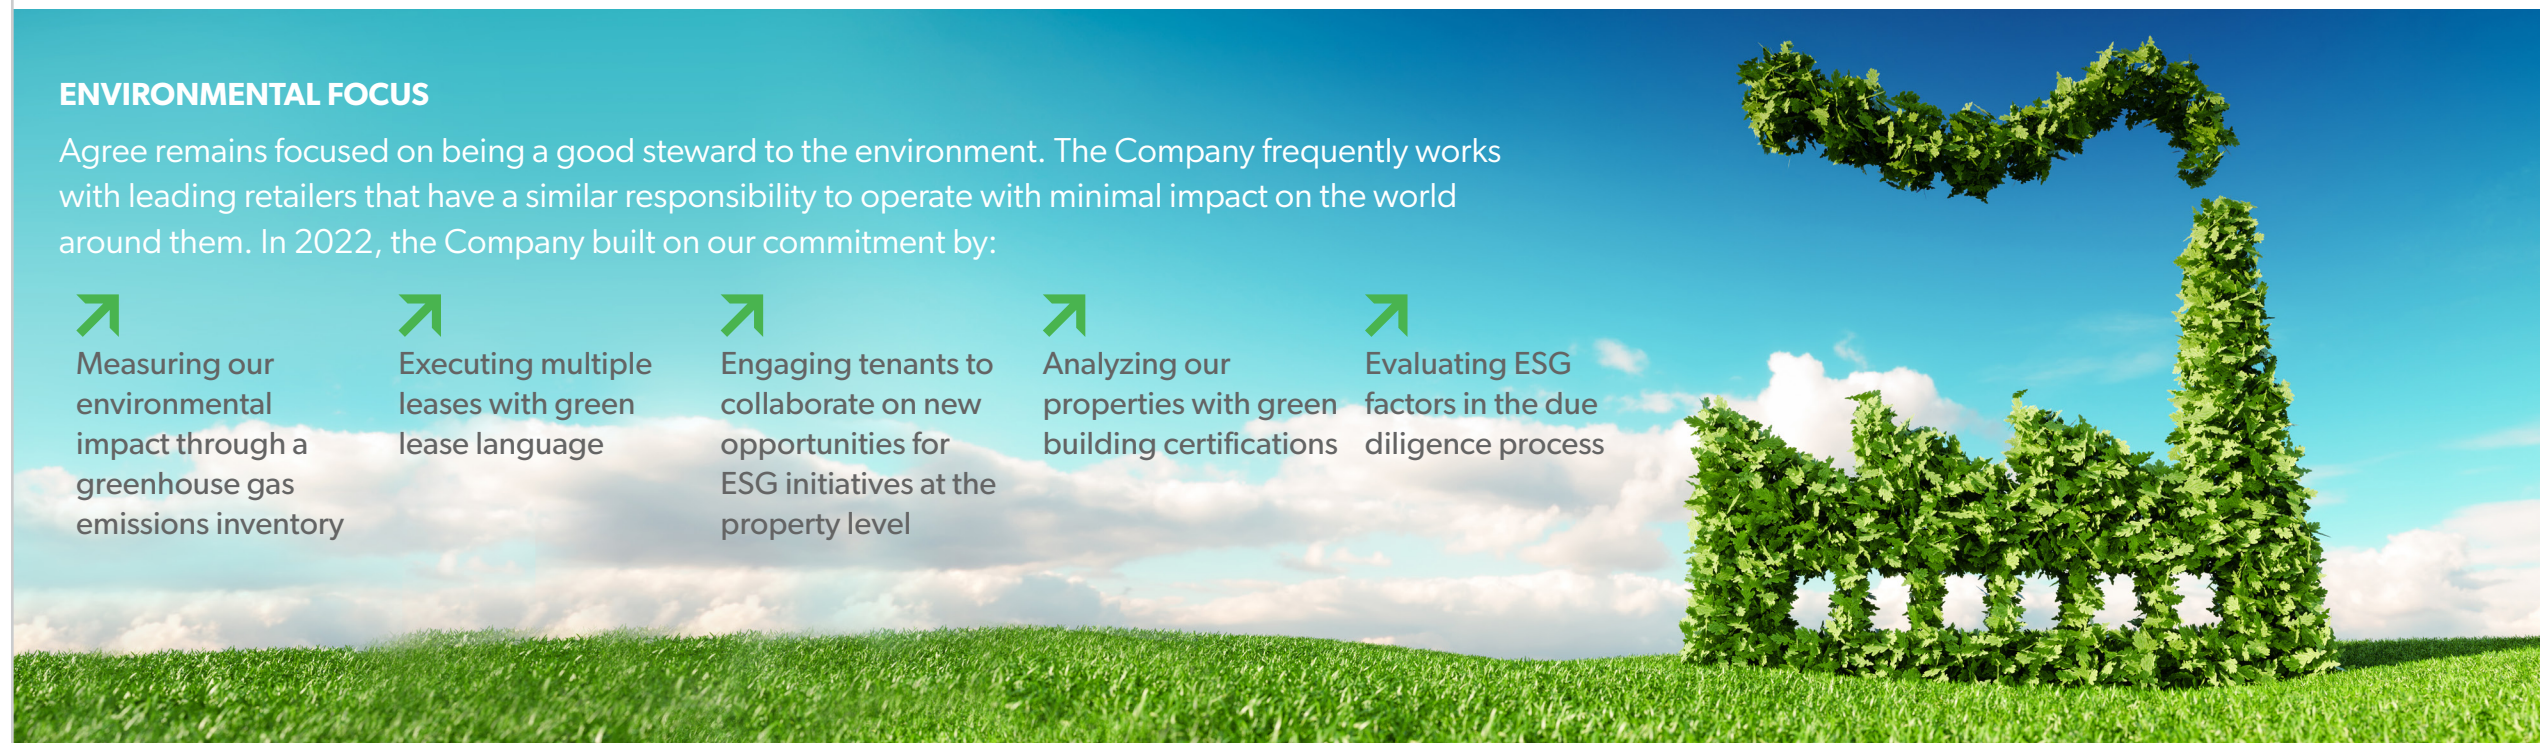 ENVIRONMENTAL FOCUS
Agree remains focused on being a good steward to the environment. The Company frequently works
with leading retailers that have a similar responsibility to operate with minimal impact on the world
around them. In 2022, the Company built on our commitment by:
Measuring our
environmental
impact through a
greenhouse gas
emissions inventory
Executing multiple
leases with green
lease language
Engaging tenants to
collaborate on new
opportunities for
ESG initiatives at the
property level
Analyzing our
properties with green
building certifications
Evaluating ESG
factors in the due
diligence process